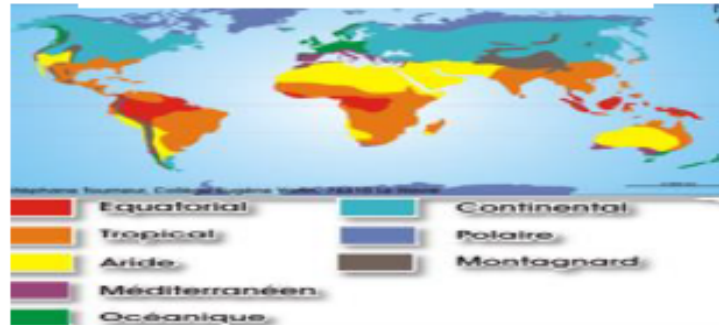 Equatorial Continental
Tropical Polaire
Aride Montagnard
Méditerranéen
Océanique